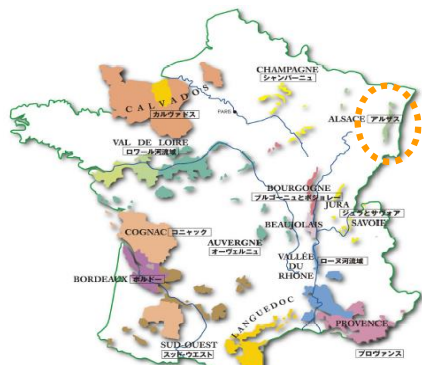 CHAMPAGNE
シャンパーニュ
CALVADOS
カルヴァドス
PARIS
ALSACE アルザス
VAL DE LOIRE
ロワール河流域
BOURGOGNE
ブルゴーニュとボジョレー
JURA
ジュラとサヴォア
SAVOIE
BEAUJOLAIS
COGNAC コニャック
AUVERGNE
オーヴェルニュ
VALLÉE
DU
RHÔNE
ローヌ河流域
BORDEAUX ボルドー
LANGUEDOC
PROVENCE
プロヴァンス
SUD-OUEST
スッド・ウエスト